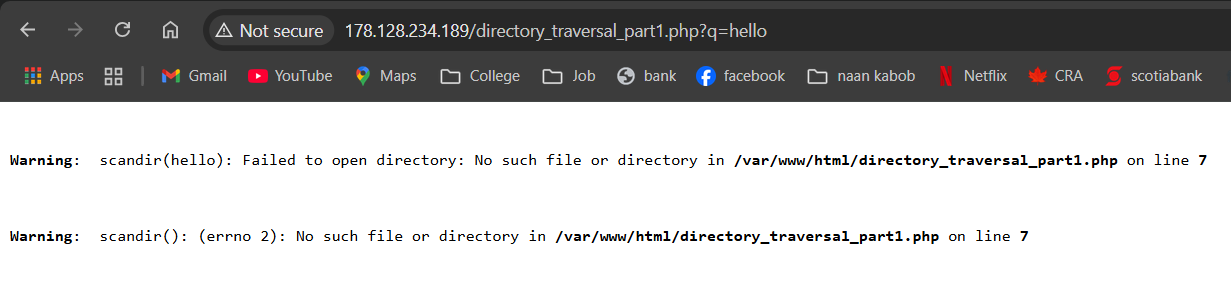 Not secure 178.128.234.189/directory_traversal_part1.php?q=hello
Apps Gmail YouTube Maps College Job bank facebook naan kabob Netflix CRA scotiabank
Warning:  scandir(hello): Failed to open directory: No such file or directory in /var/www/html/directory_traversal_part1.php on line 7
Warning:  scandir(): (errno 2): No such file or directory in /var/www/html/directory_traversal_part1.php on line 7